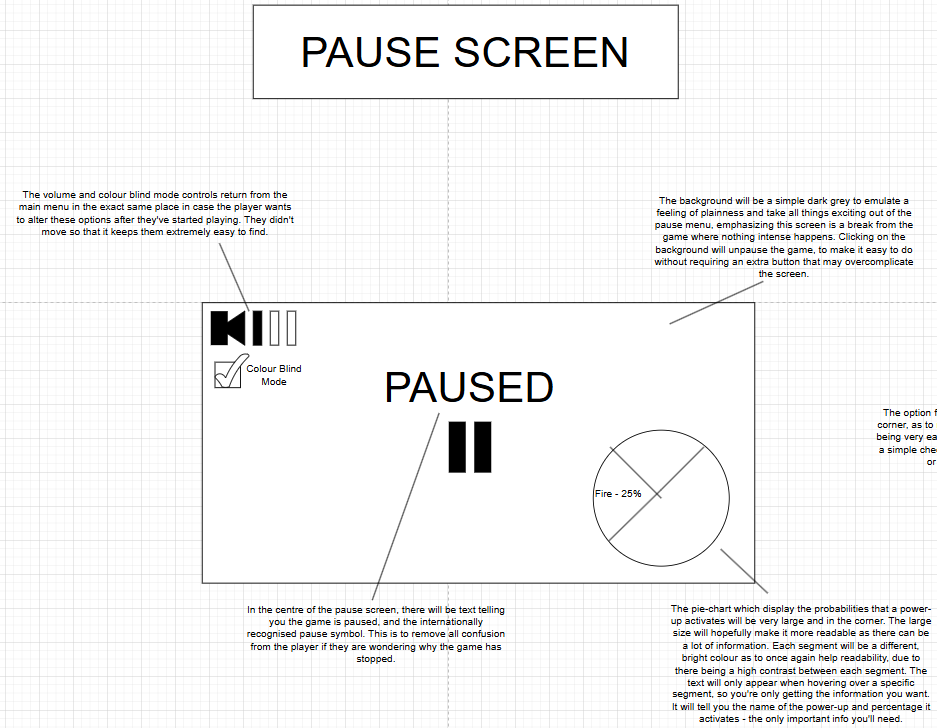 PAUSE SCREEN
The volume and colour blind mode controls return from the
main menu in the exact same place in case the player wants
to alter these options after they've started playing. They didn't
move so that it keeps them extremely easy to find.
The background will be a simple dark grey to emulate a
feeling of plainness and take all things exciting out of the
pause menu, emphasizing this screen is a break from the
game where nothing intense happens. Clicking on the
background will unpause the game, to make it easy to do
without requiring an extra button that may overcomplicate
the screen.
Colour Blind
Mode
PAUSED
Fire - 25%
The option f
corner, as to
being very ea
a simple che
or
In the centre of the pause screen, there will be text telling
you the game is paused, and the internationally
recognised pause symbol. This is to remove all confusion
from the player if they are wondering why the game has
stopped.
The pie-chart which display the probabilities that a power-
up activates will be very large and in the corner. The large
size will hopefully make it more readable as there can be
a lot of information. Each segment will be a different,
bright colour as to once again help readability, due to
there being a high contrast between each segment. The
text will only appear when hovering over a specific
segment, so you're only getting the information you want.
It will tell you the name of the power-up and percentage it
activates - the only important info you'll need.